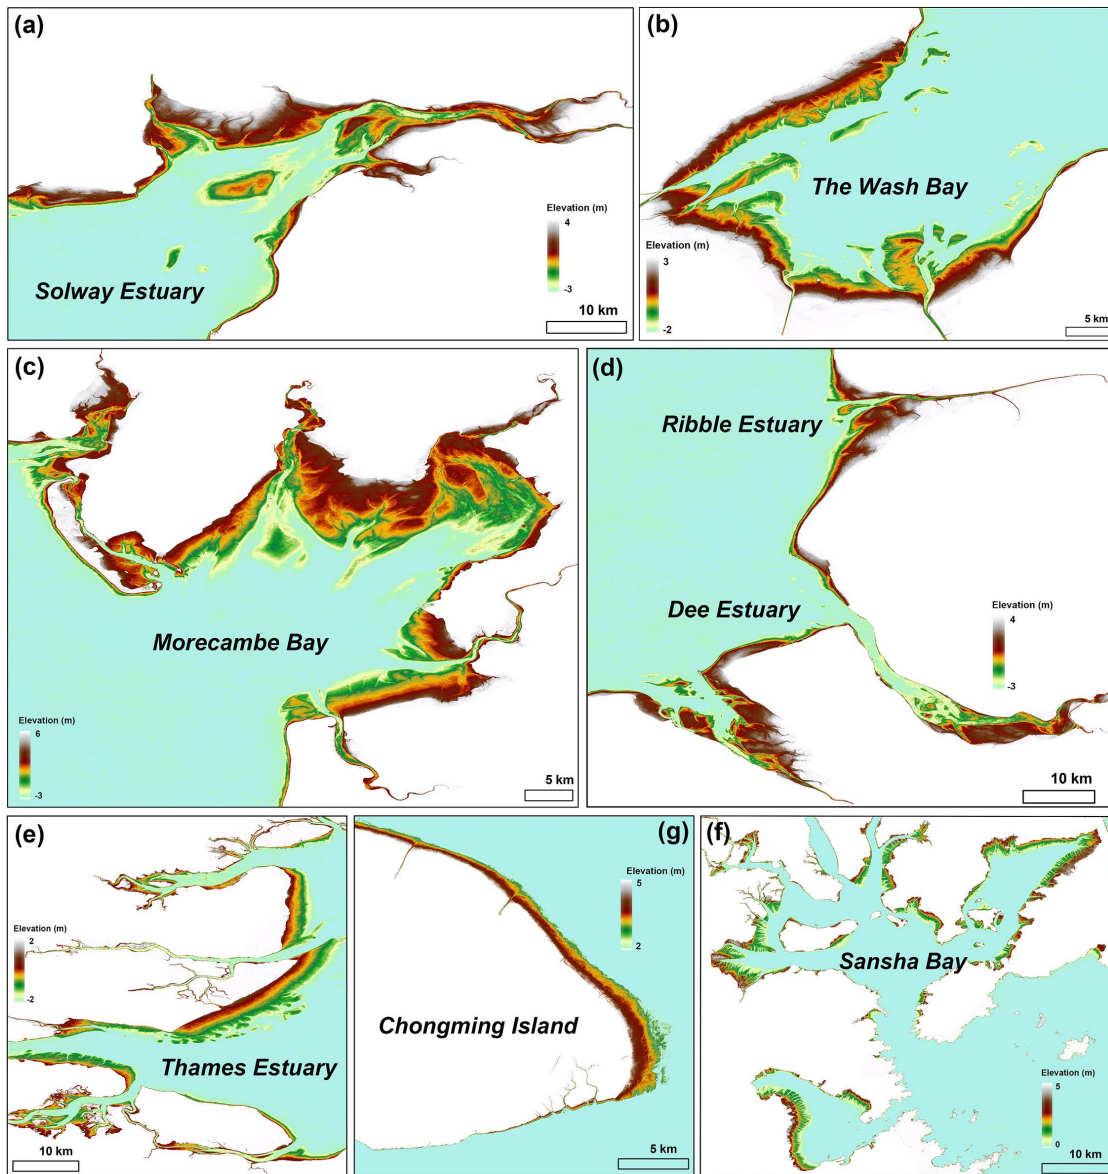 (a)
Solway Estuary
Elevation (m)
4
-3
10 km
(b)
The Wash Bay
Elevation (m)
3
-2
5 km
(c)
Morecambe Bay
Elevation (m)
6
-3
5 km
(d)
Ribble Estuary
Dee Estuary
Elevation (m)
4
-3
10 km
(e)
Elevation (m)
2
-2
Thames Estuary
10 km
(g)
Elevation (m)
5
2
Chongming Island
5 km
(f)
Sansha Bay
Elevation (m)
5
0
10 km